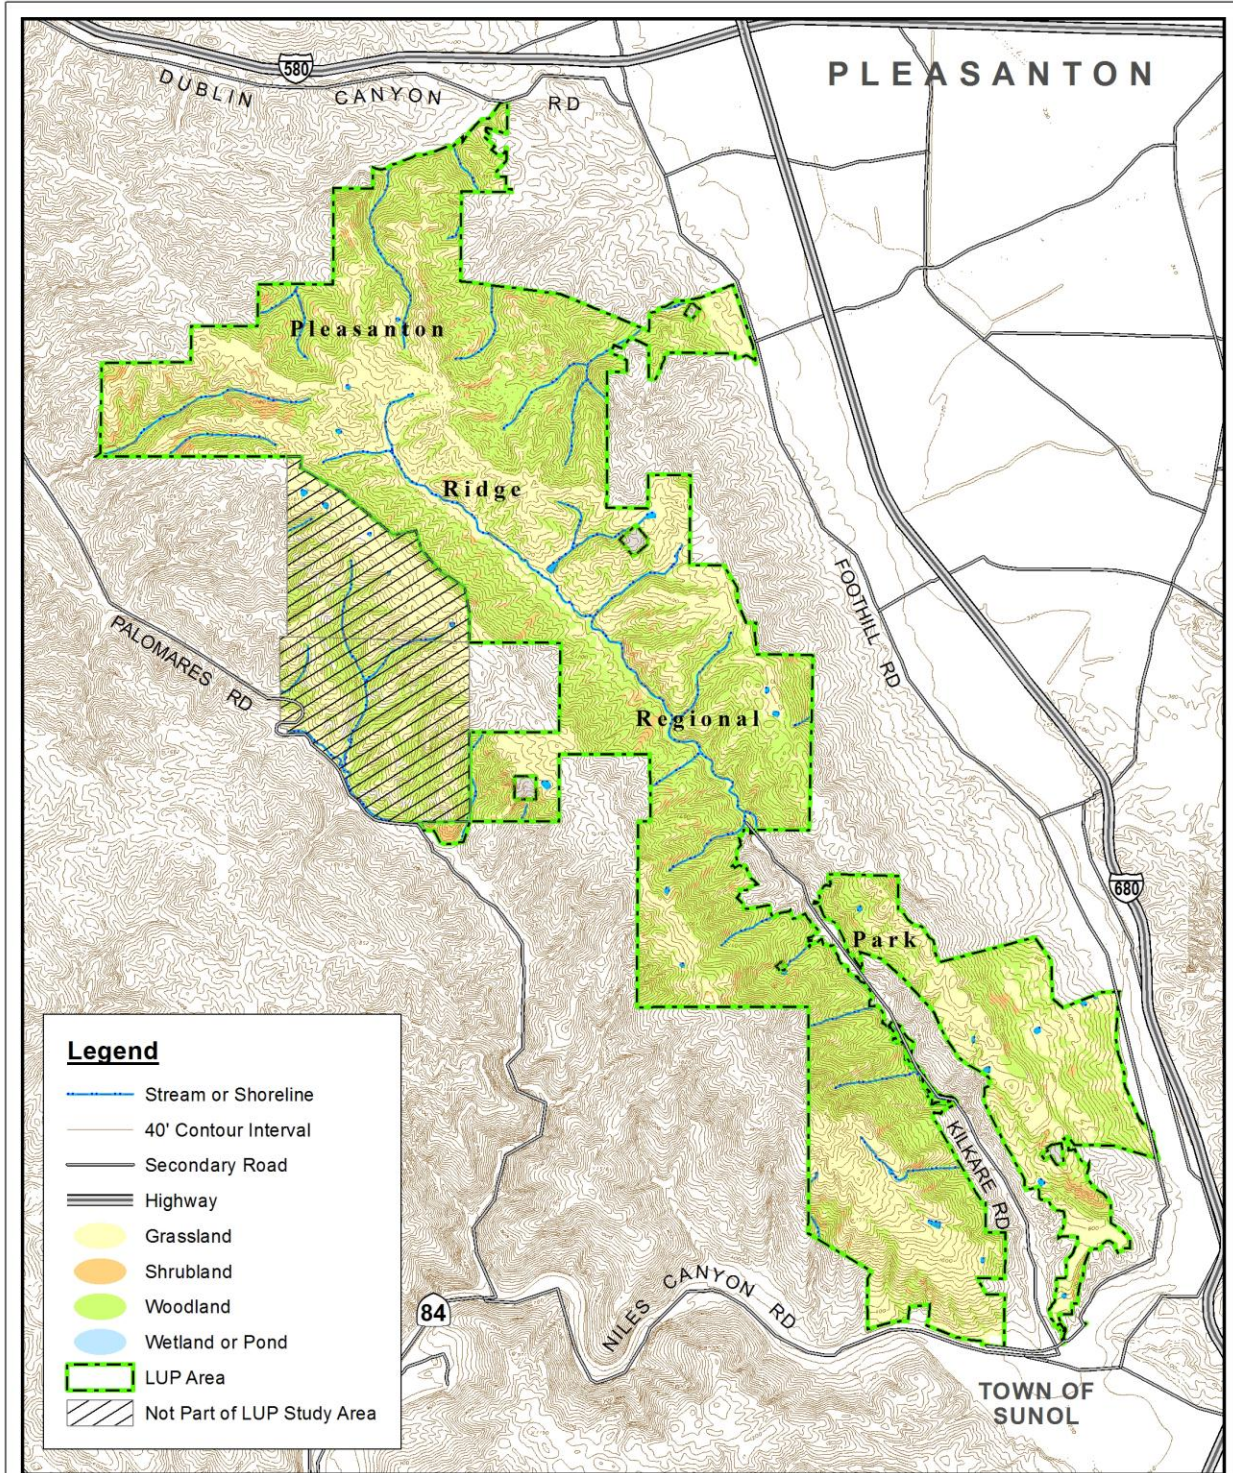 PLEASANTON
580
DUBLIN CANYON RD
Pleasanton
Ridge
FOOTHILL RD
PALOMARES RD
Regional
680
Park
Legend
Stream or Shoreline
40' Contour Interval
Secondary Road
Highway
Grassland
Shrubland
Woodland
Wetland or Pond
LUP Area
Not Part of LUP Study Area
KILKARE RD
NILES CANYON RD
84
TOWN OF
SUNOL